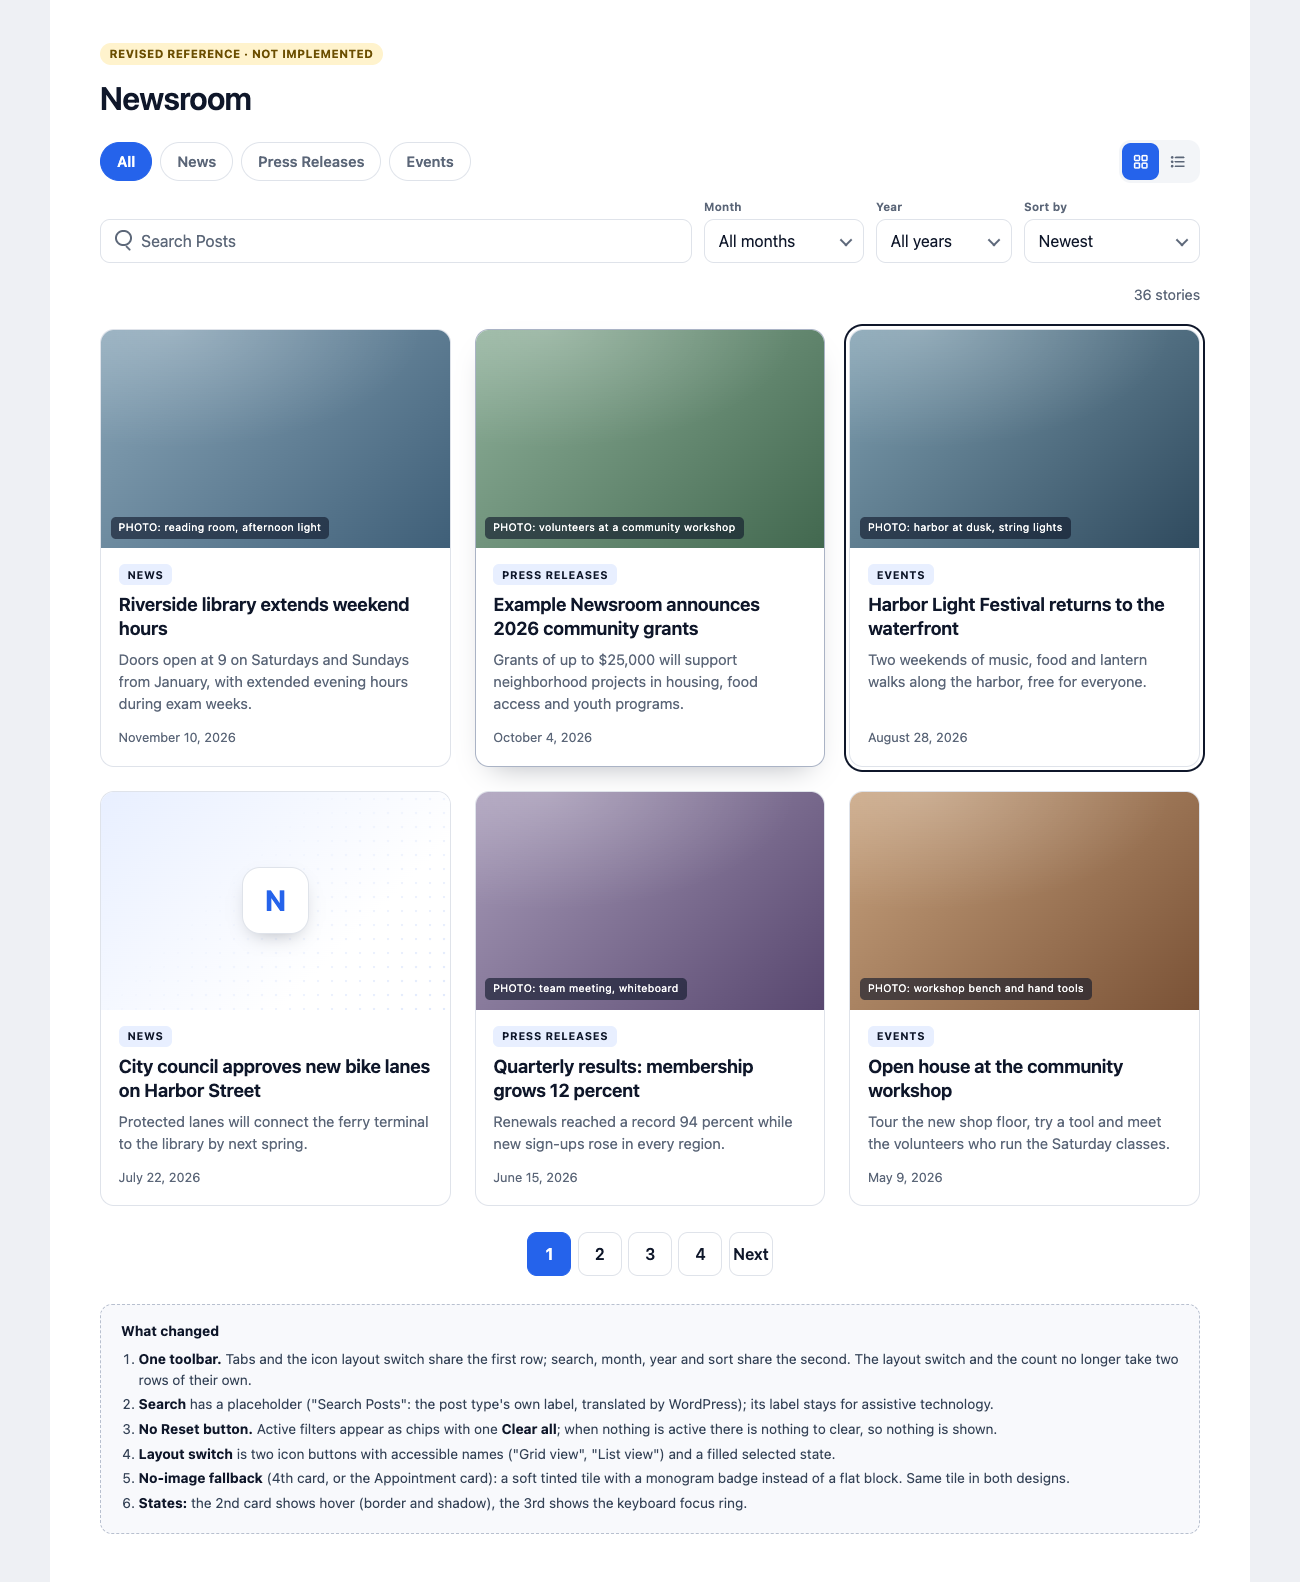 REVISED REFERENCE · NOT IMPLEMENTED
Newsroom
All
News
Press Releases
Events
Month
Year
Sort by
Search Posts
All months
All years
Newest
36 stories
PHOTO: reading room, afternoon light
NEWS
Riverside library extends weekend
hours
Doors open at 9 on Saturdays and Sundays
from January, with extended evening hours
during exam weeks.
November 10, 2026
PHOTO: volunteers at a community workshop
PRESS RELEASES
Example Newsroom announces
2026 community grants
Grants of up to $25,000 will support
neighborhood projects in housing, food
access and youth programs.
October 4, 2026
PHOTO: harbor at dusk, string lights
EVENTS
Harbor Light Festival returns to the
waterfront
Two weekends of music, food and lantern
walks along the harbor, free for everyone.
August 28, 2026
N
NEWS
City council approves new bike lanes
on Harbor Street
Protected lanes will connect the ferry terminal
to the library by next spring.
July 22, 2026
PHOTO: team meeting, whiteboard
PRESS RELEASES
Quarterly results: membership
grows 12 percent
Renewals reached a record 94 percent while
new sign-ups rose in every region.
June 15, 2026
PHOTO: workshop bench and hand tools
EVENTS
Open house at the community
workshop
Tour the new shop floor, try a tool and meet
the volunteers who run the Saturday classes.
May 9, 2026
1
2
3
4
Next
What changed
1. One toolbar. Tabs and the icon layout switch share the first row; search, month, year and sort share the second. The layout switch and the count no longer take two
rows of their own.
2. Search has a placeholder ("Search Posts": the post type's own label, translated by WordPress); its label stays for assistive technology.
3. No Reset button. Active filters appear as chips with one Clear all; when nothing is active there is nothing to clear, so nothing is shown.
4. Layout switch is two icon buttons with accessible names ("Grid view", "List view") and a filled selected state.
5. No-image fallback (4th card, or the Appointment card): a soft tinted tile with a monogram badge instead of a flat block. Same tile in both designs.
6. States: the 2nd card shows hover (border and shadow), the 3rd shows the keyboard focus ring.